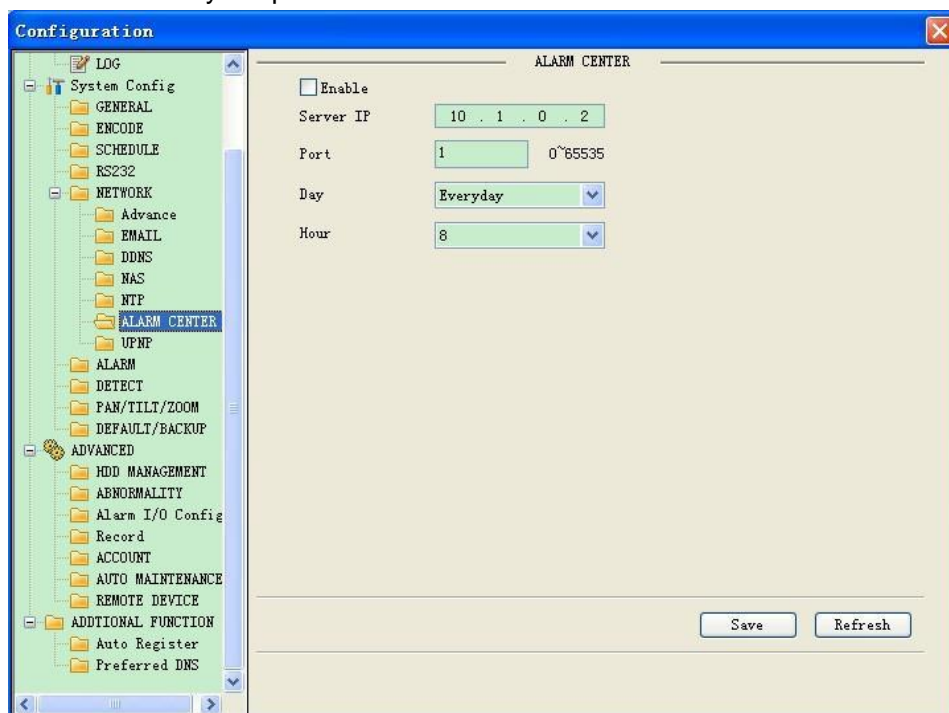 Configuration
LOG
System Config
GENERAL
ENCODE
SCHEDULE
RS232
NETWORK
Advance
EMAIL
DDNS
NAS
NTP
ALARM CENTER
UPNP
ALARM
DETECT
PAN/TILT/ZOOM
DEFAULT/BACKUP
ADVANCED
HDD MANAGEMENT
ABNORMALITY
Alarm I/O Config
Record
ACCOUNT
AUTO MAINTENANCE
REMOTE DEVICE
ADDTIONAL FUNCTION
Auto Register
Preferred DNS
ALARM CENTER
Enable
Server IP 10 . 1 . 0 . 2
Port 1 0~65535
Day Everyday
Hour 8
Save Refresh